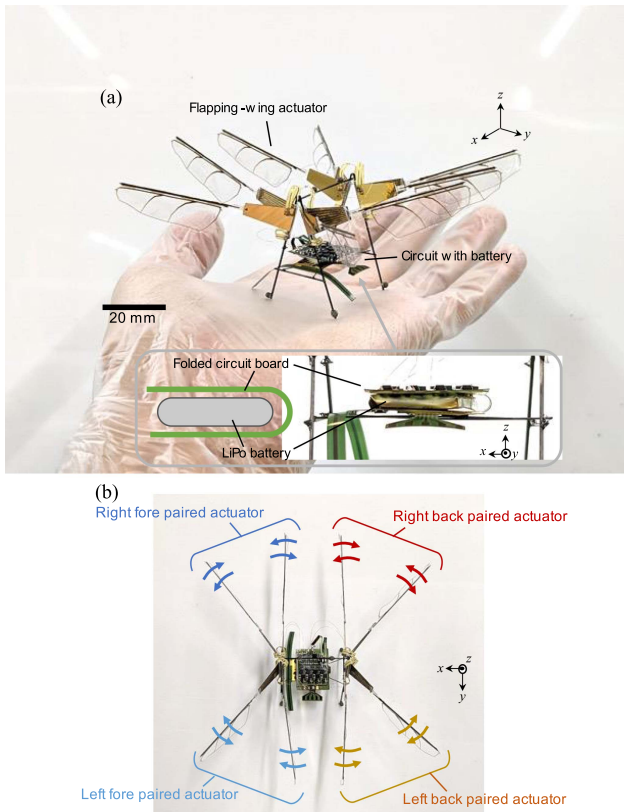 (a)
Flapping-wing actuator
z
x
y
Circuit with battery
20 mm
Folded circuit board
LiPo battery
z
x
y
(b)
Right fore paired actuator
Right back paired actuator
x
z
y
Left fore paired actuator
Left back paired actuator